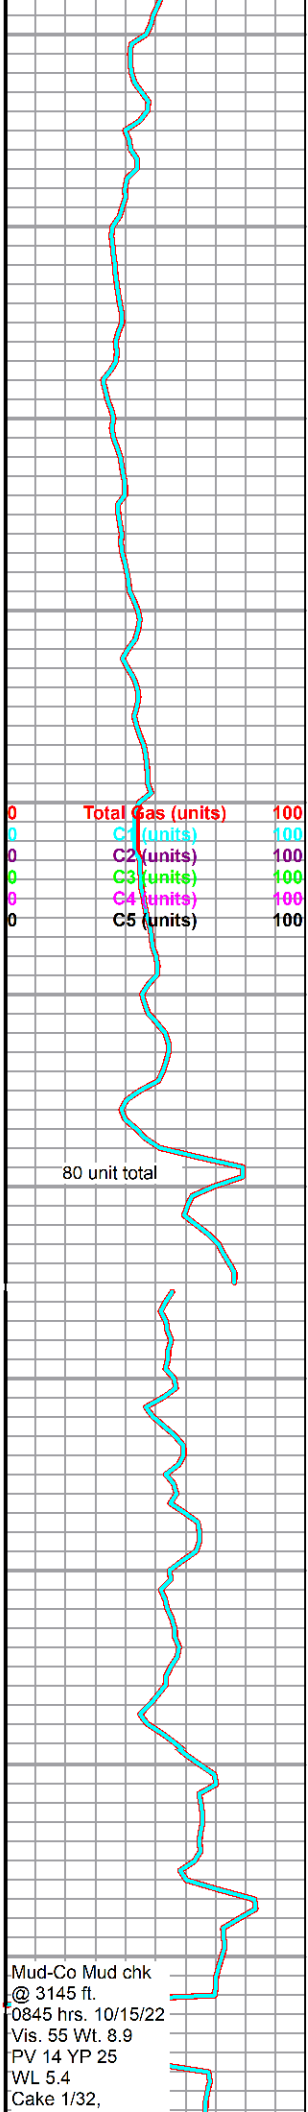 0 Total Gas (units) 100
0 C1 (units) 100
0 C2 (units) 100
0 C3 (units) 100
0 C4 (units) 100
0 C5 (units) 100
80 unit total
Mud-Co Mud chk
@ 3145 ft.
0845 hrs. 10/15/22
Vis. 55 Wt. 8.9
PV 14 YP 25
WL 5.4
Cake 1/32,